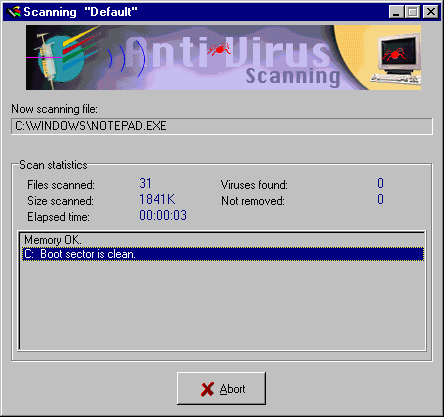 Scanning "Default"
Anti Virus
Scanning
Now scanning file:
C:\WINDOWS\NOTEPAD.EXE
Scan statistics
Files scanned: 31 Viruses found: 0
Size scanned: 1841K Not removed: 0
Elapsed time: 00:00:03
Memory OK.
C: Boot sector is clean.
Abort